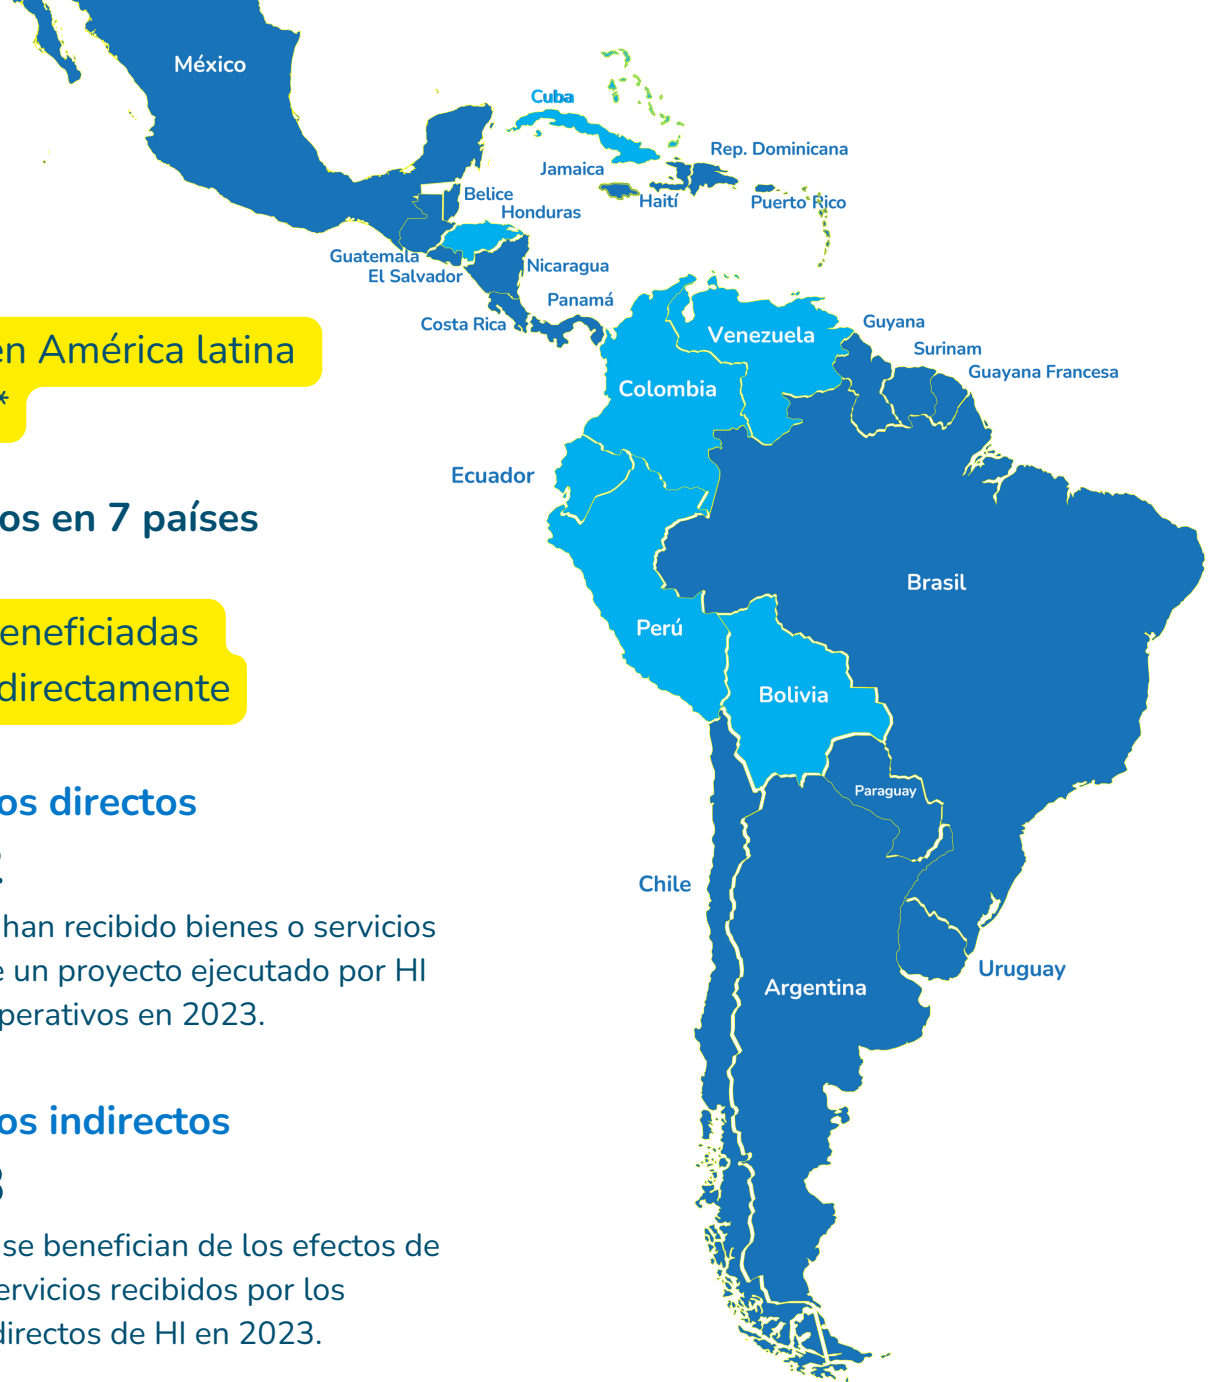 México
Cuba
Rep. Dominicana
Jamaica
Haití
Puerto Rico
Belice
Honduras
Guatemala
El Salvador
Nicaragua
Panamá
Costa Rica
Venezuela
Guyana
Surinam
Guayana Francesa
Colombia
Ecuador
Brasil
Perú
Bolivia
Paraguay
Chile
Argentina
Uruguay
en América latina
*
os en 7 países
eneficiadas
directamente
os directos
han recibido bienes o servicios
e un proyecto ejecutado por HI
perativos en 2023.
os indirectos
se benefician de los efectos de
ervicios recibidos por los
directos de HI en 2023.